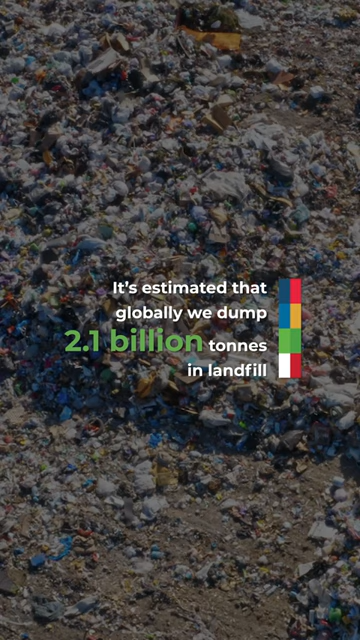 It's estimated that
globally we dump
2.1 billion tonnes
in landfill